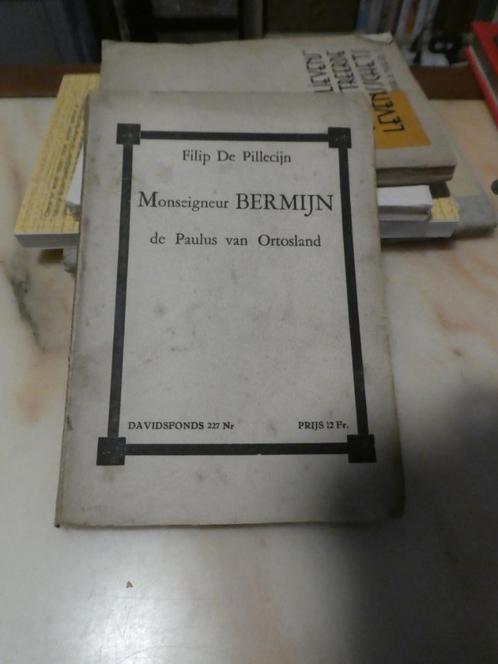 Filip De Pillecijn
Monseigneur BERMIJN
de Paulus van Ortosland
DAVIDSFONDS 227 Nr PRIJS 12 Fr.